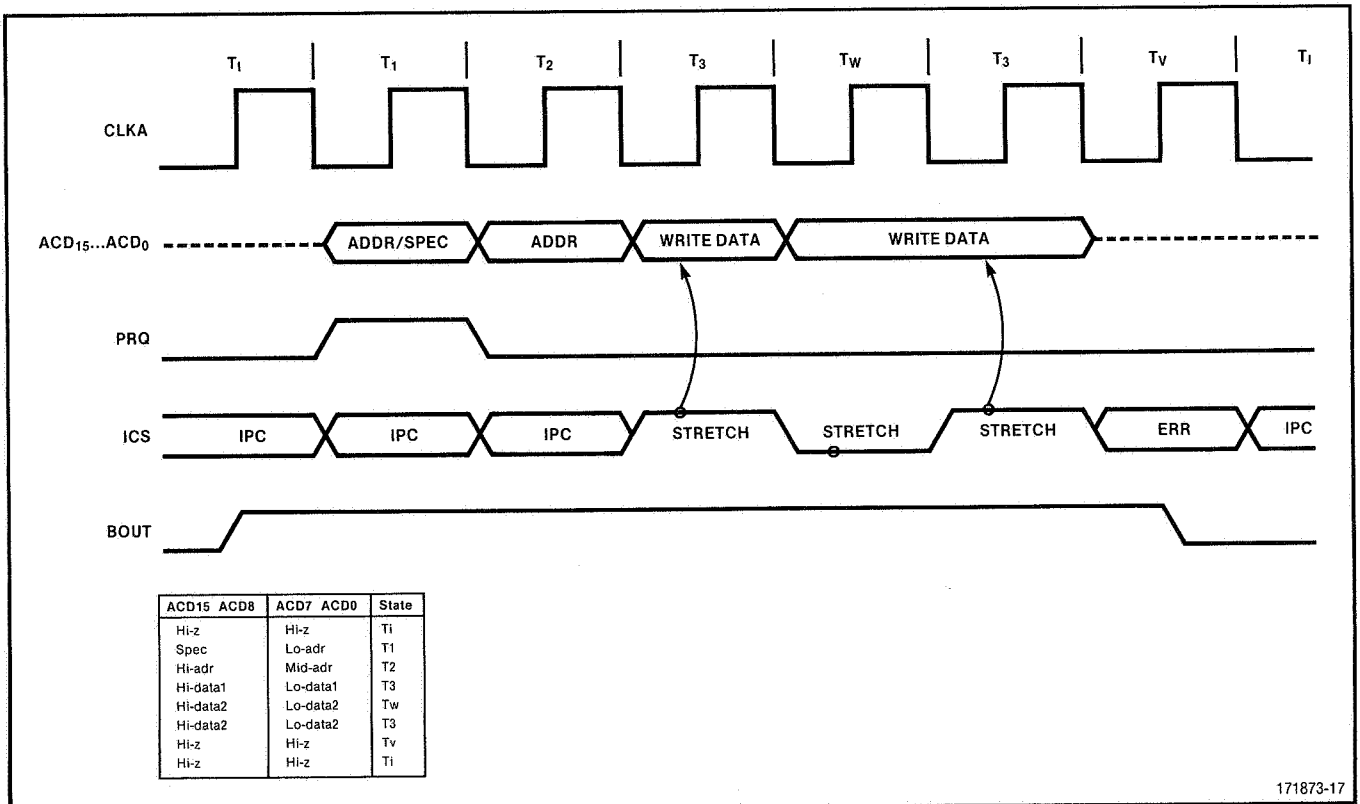 Tı T1 T2 T3 TW T3 TV TI
CLKA
ACD15...ACD0 ADDR/SPEC ADDR WRITE DATA WRITE DATA
PRQ
ICS IPC IPC IPC STRETCH STRETCH STRETCH ERR IPC
BOUT
ACD15 ACD8 ACD7 ACD0 State
Hi-z Hi-z Ti
Spec Lo-adr T1
Hi-adr Mid-adr T2
Hi-data1 Lo-data1 T3
Hi-data2 Lo-data2 Tw
Hi-data2 Lo-data2 T3
Hi-z Hi-z Tv
Hi-z Hi-z Ti
171873-17